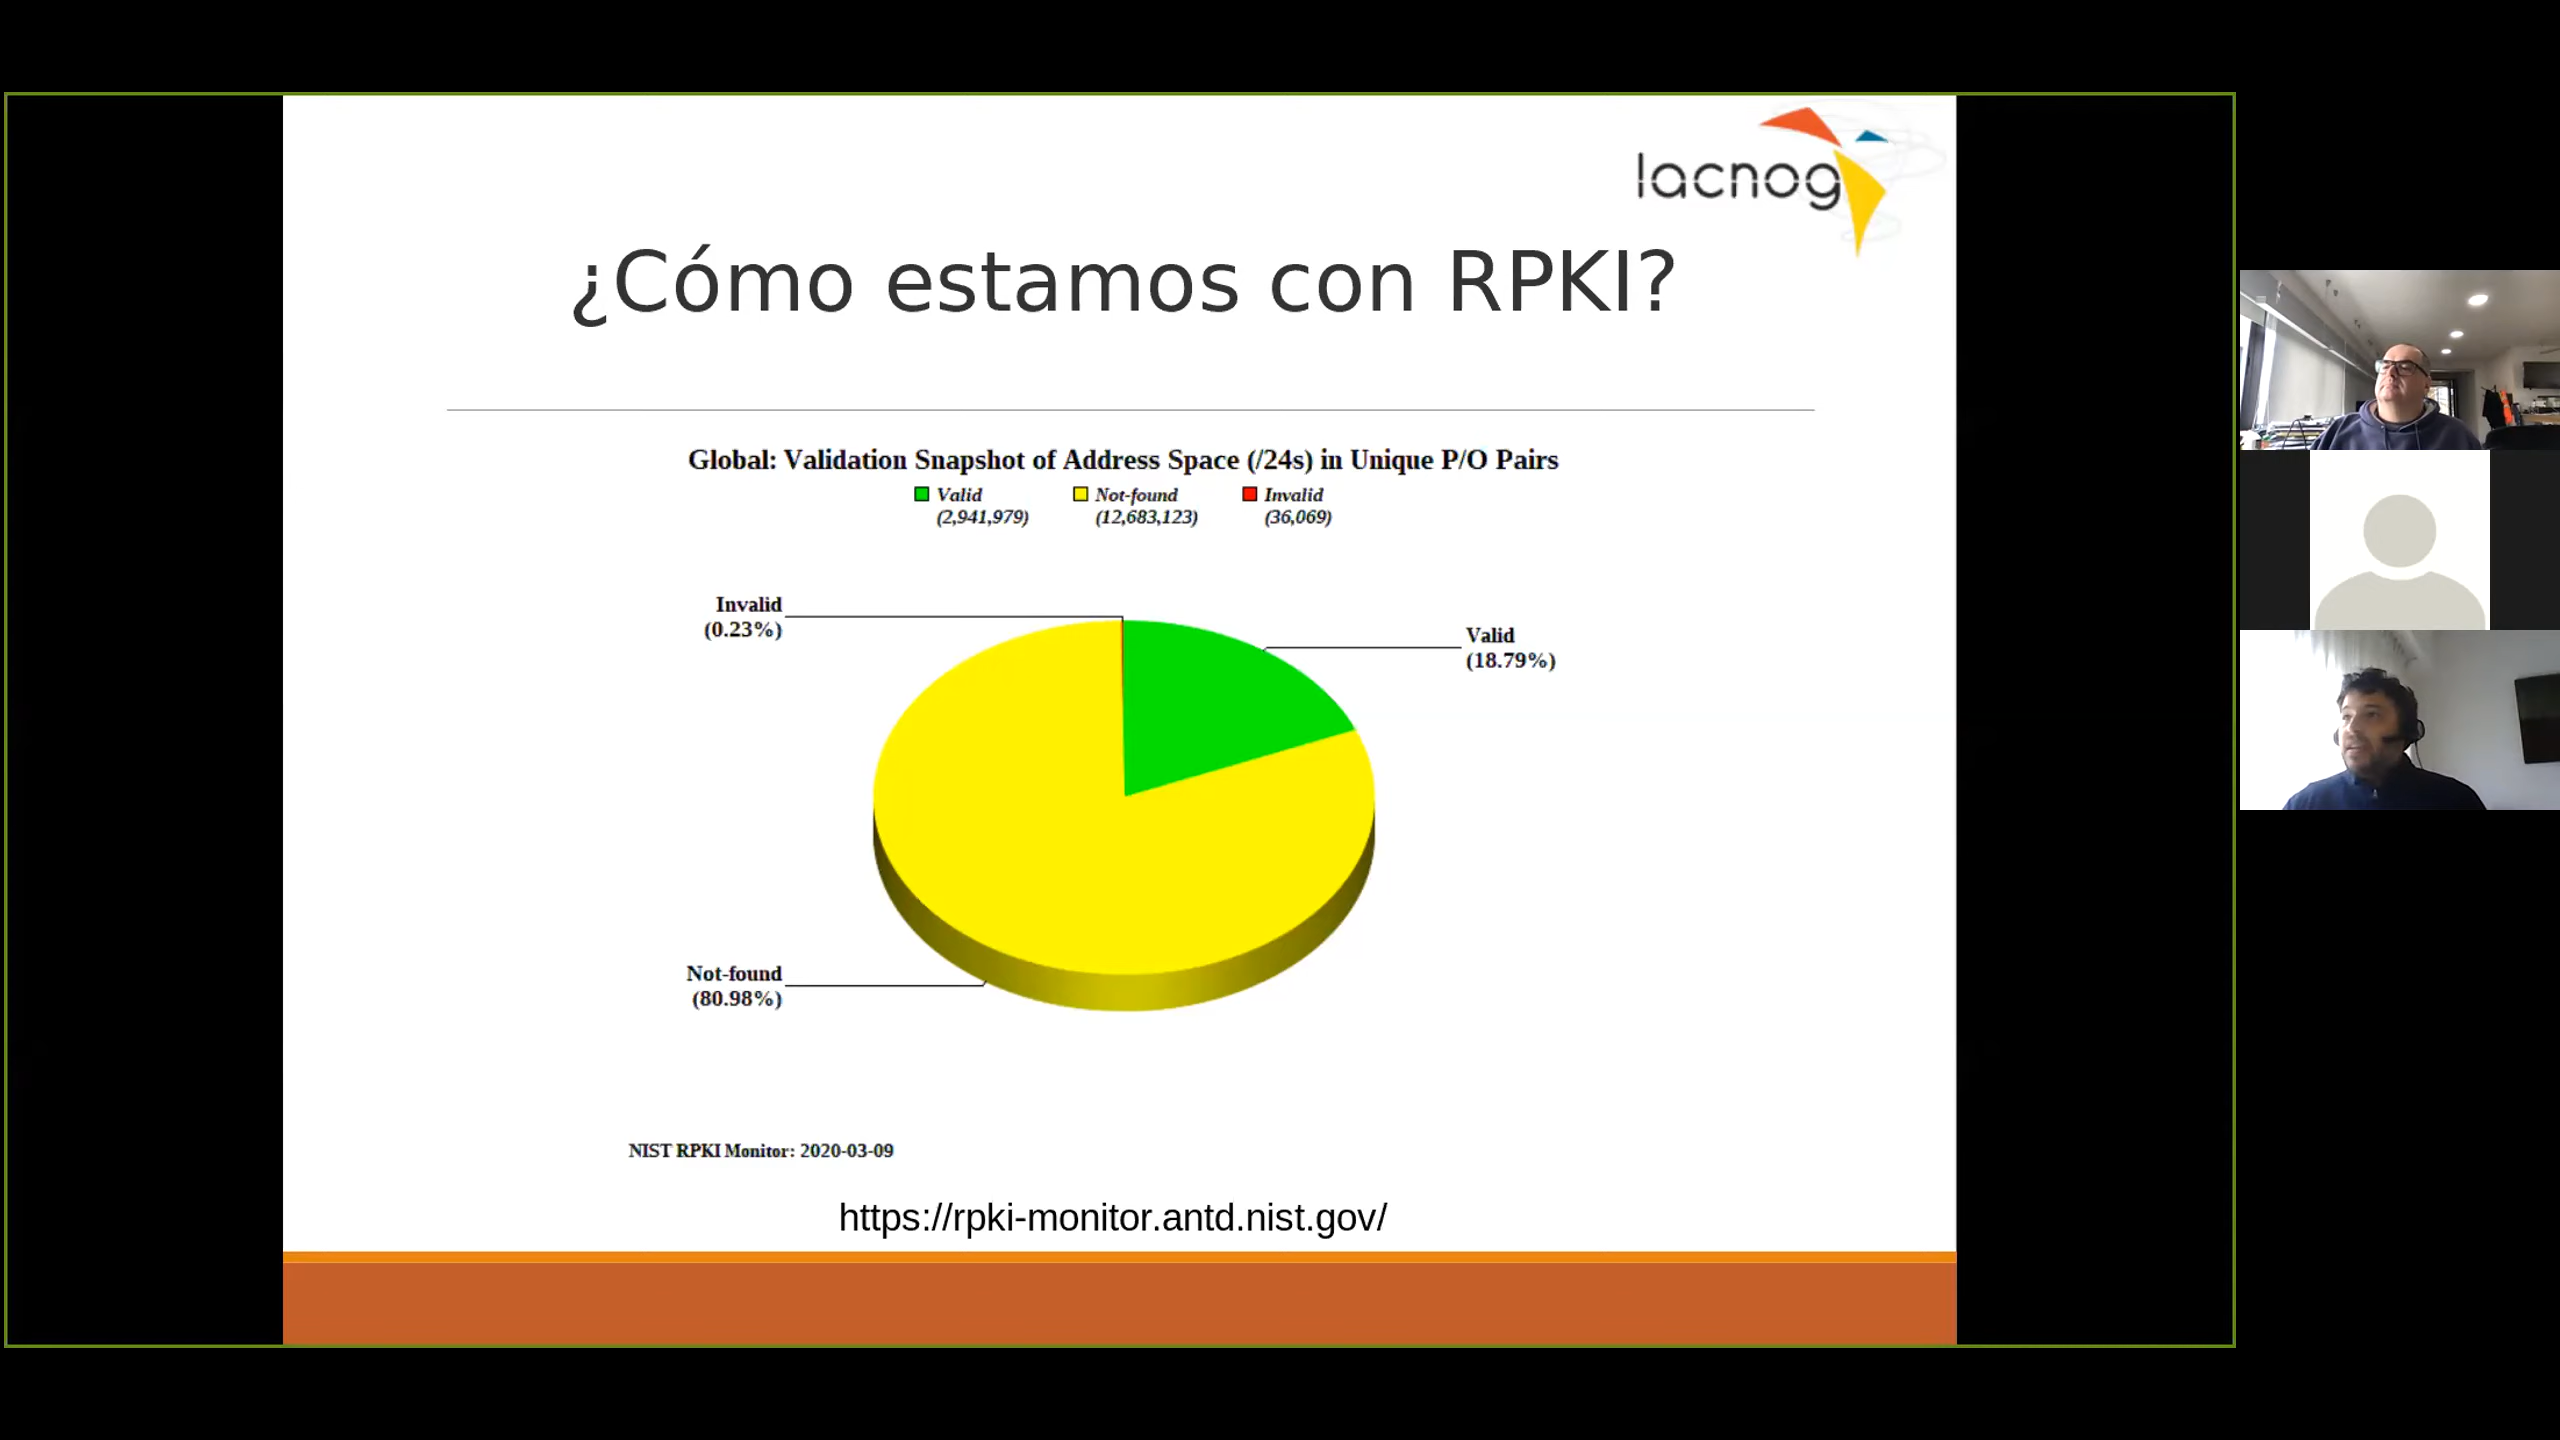 lacnog
¿Cómo estamos con RPKI?
Global: Validation Snapshot of Address Space (/24s) in Unique P/O Pairs
Valid Not-found Invalid
(2,941,979) (12,683,123) (36,069)
Invalid
(0.23%)
Valid
(18.79%)
Not-found
(80.98%)
NIST RPKI Monitor: 2020-03-09
https://rpki-monitor.antd.nist.gov/